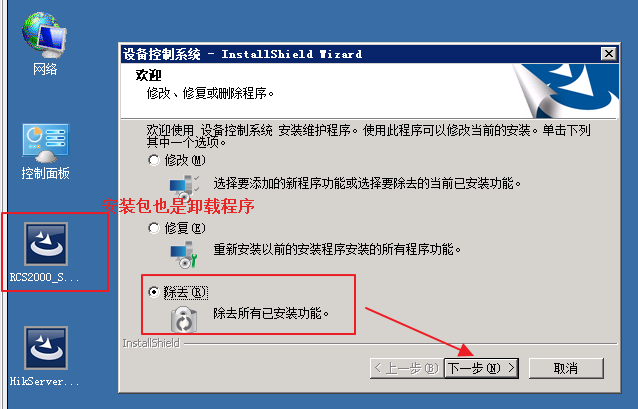 网络
控制面板
RCS2000_S...
HikServer...
设备控制系统 - InstallShield Wizard
欢迎
修改、修复或删除程序。
欢迎使用 设备控制系统 安装维护程序。使用此程序可以修改当前的安装。单击下列
其中一个选项。
修改(M)
选择要添加的新程序功能或选择要除去的当前已安装功能。
安装包也是卸载程序
修复(E)
重新安装以前的安装程序安装的所有程序功能。
除去(R)
除去所有已安装功能。
InstallShield
< 上一步(B)
下一步(N) >
取消